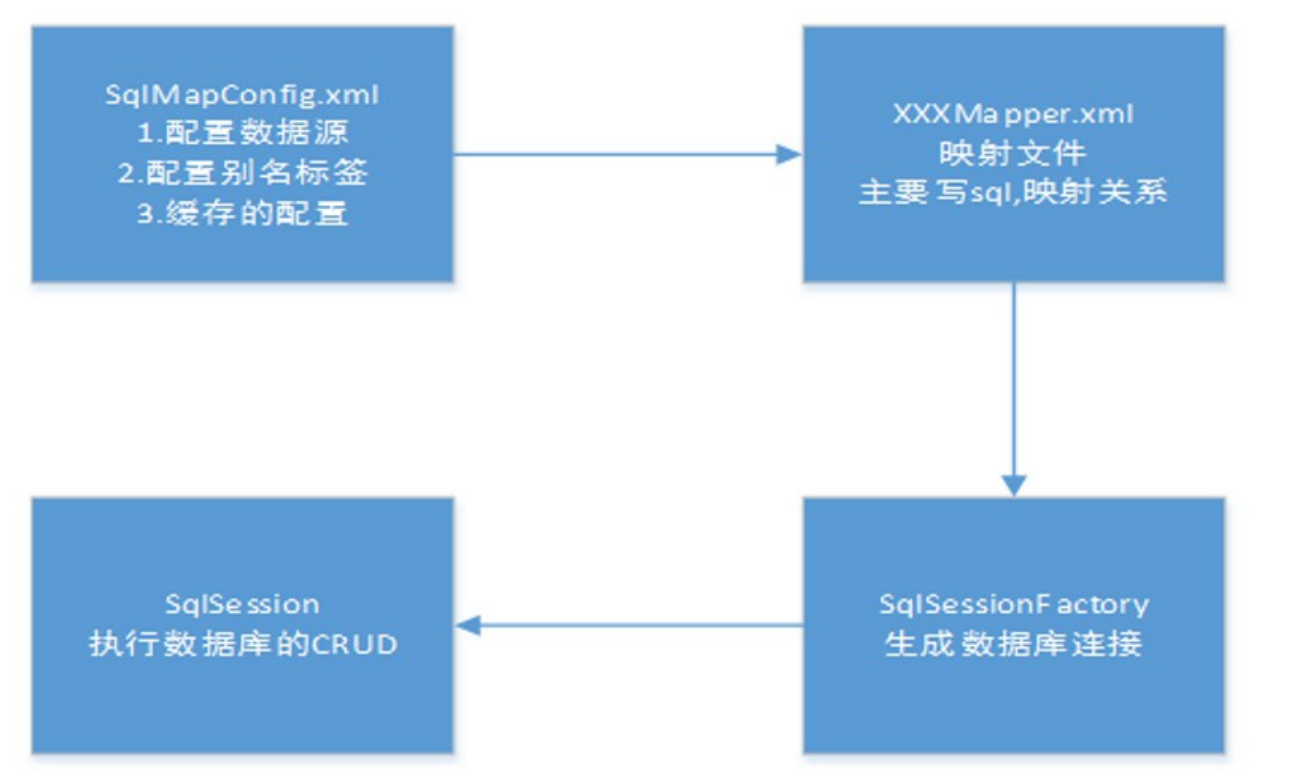 SqlMapConfig.xml
1.配置数据源
2.配置别名标签
3.缓存的配置
XXXMapper.xml
映射文件
主要写sql,映射关系
SqlSession
执行数据库的CRUD
SqlSessionFactory
生成数据库连接